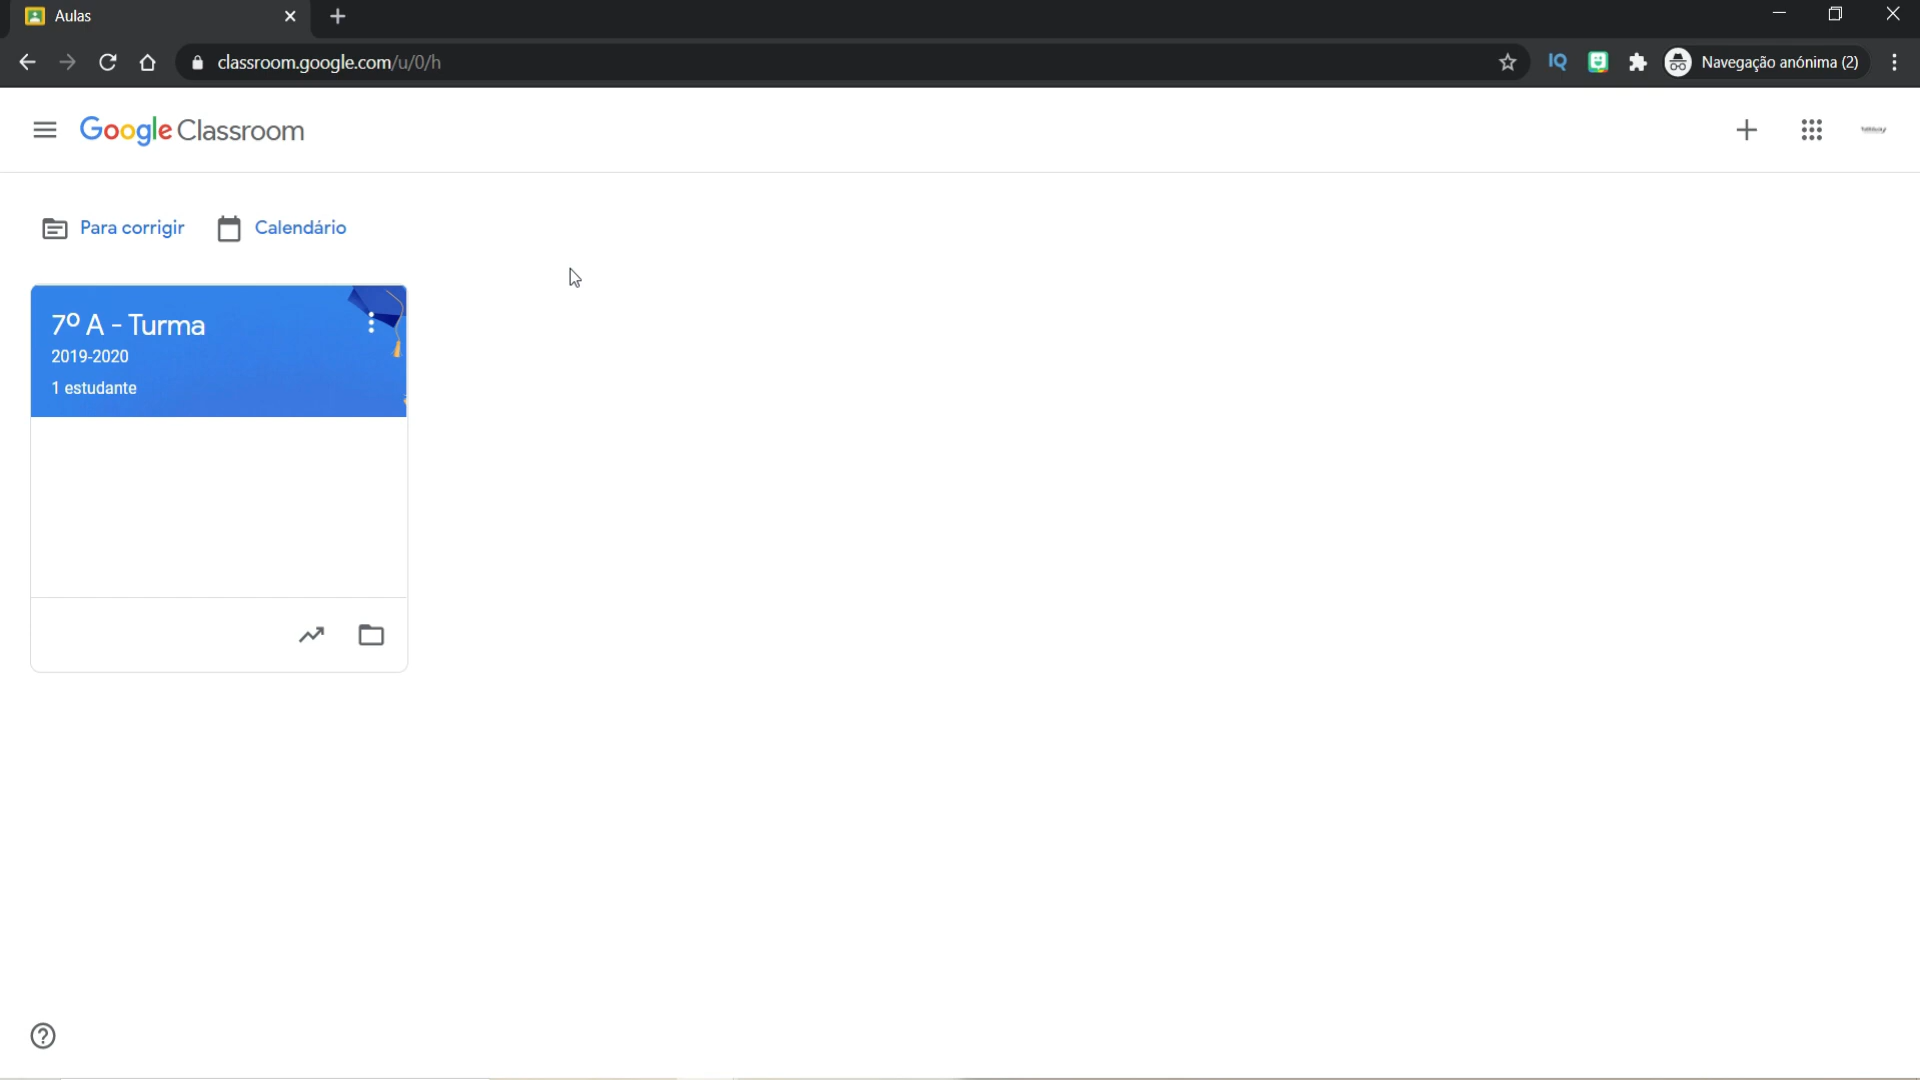 Aulas
classroom.google.com/u/0/h
IQ
Navegação anónima (2)
Google Classroom
Para corrigir
Calendário
7º A - Turma
2019-2020
1 estudante